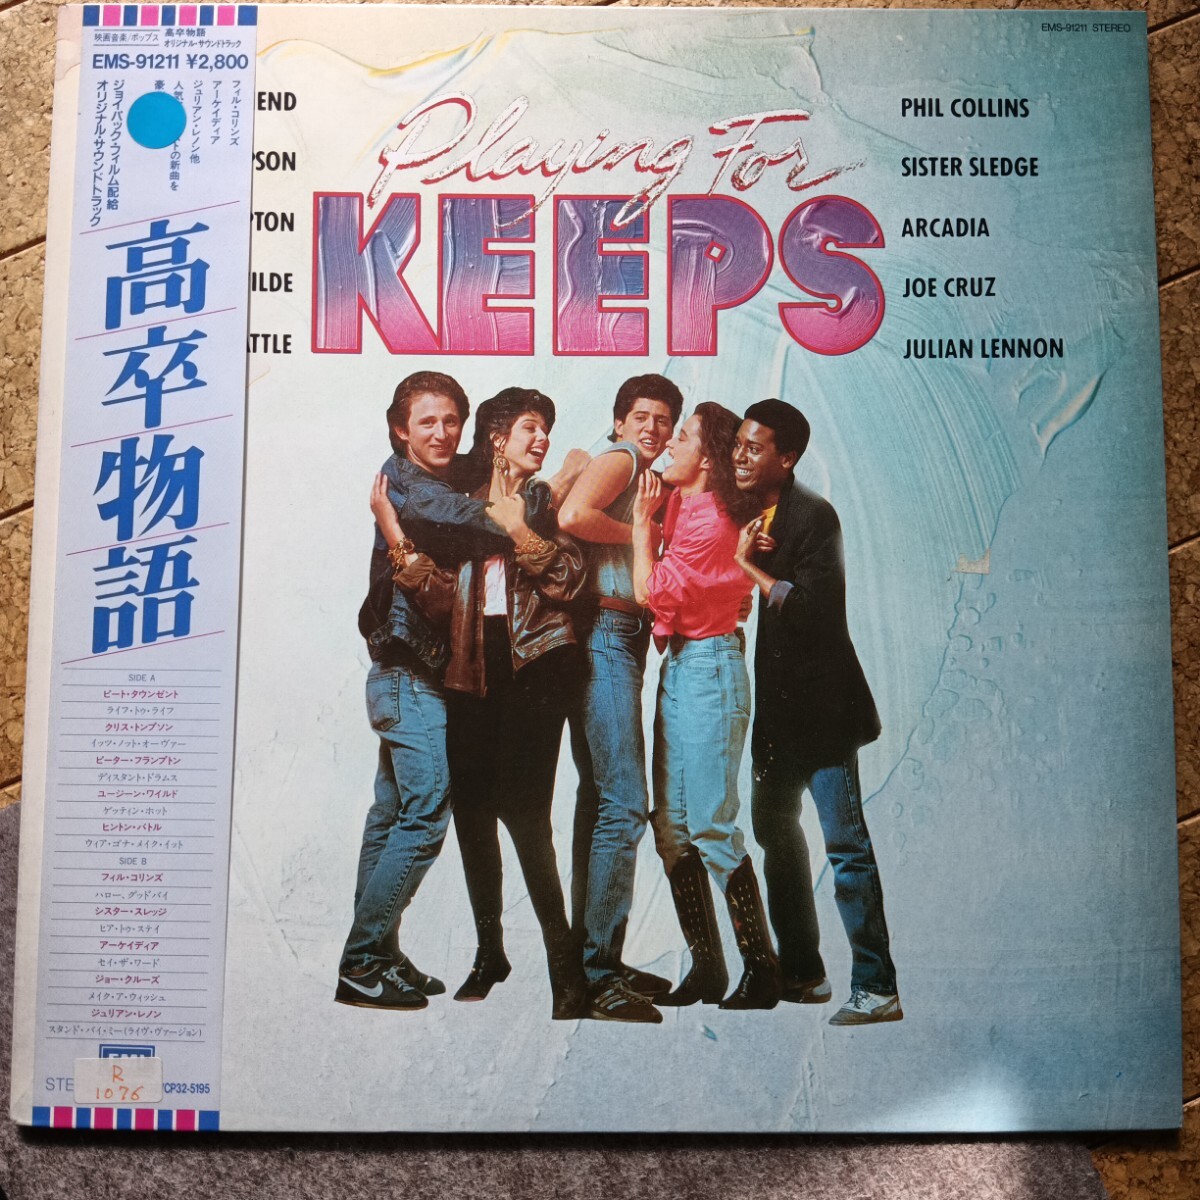 映画音楽/ポップス
高卒物語
オリジナル・サウンドトラック
EMS-91211 ¥2,800
フィル・コリンズ
アーケイディア
ジュリアン・レノン他
人気
トの新曲を
豪
ジョイパック・フィルム配給
オリジナル・サウンドトラック
高卒物語
SIDE A
ピート・タウンゼント
ライフ・トゥ・ライフ
クリス・トンプソン
イッツ・ノット・オーヴァー
ピーター・フランプトン
ディスタント・ドラムス
ユージーン・ワイルド
ゲッティン・ホット
ヒントン・バトル
ウィア・ゴナ・メイク・イット
SIDE B
フィル・コリンズ
ハロー、グッドバイ
シスター・スレッジ
ヒア・トゥ・ステイ
アーケイディア
セイ・ザ・ワード
ジョー・クルーズ
メイク・ア・ウィッシュ
ジュリアン・レノン
スタンド・バイ・ミー(ライヴ・ヴァージョン)
STE
CP32-5195
R
1076
EMS-91211 STEREO
Playing For
KEEPS
END
PSON
PTON
ILDE
ATTLE
PHIL COLLINS
SISTER SLEDGE
ARCADIA
JOE CRUZ
JULIAN LENNON